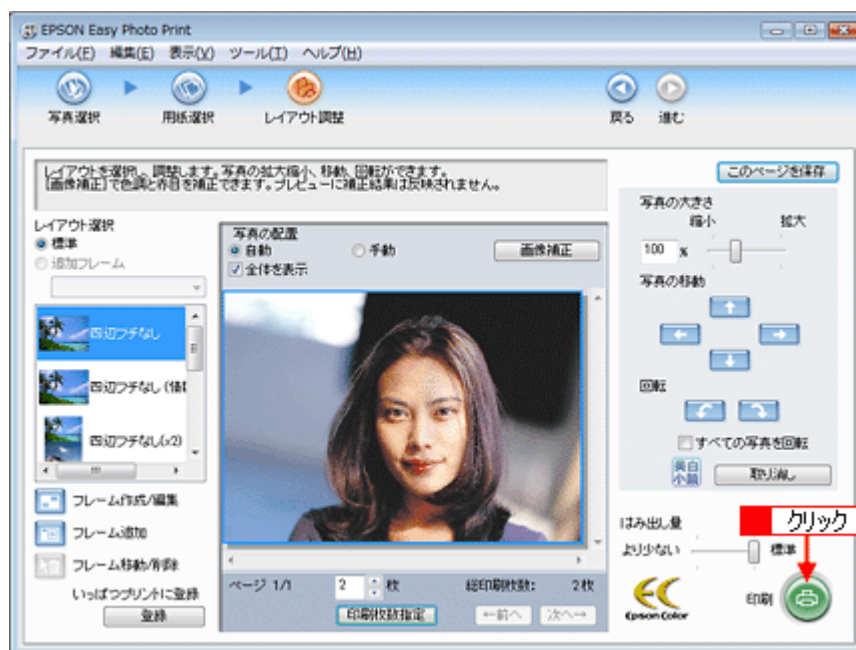 EPSON Easy Photo Print
ファイル(F) 編集(E) 表示(V) ツール(T) ヘルプ(H)
写真選択 用紙選択 レイアウト調整 戻る 進む
レイアウトを選択し、調整します。写真の拡大縮小、移動、回転ができます。
[画像補正]で色調と赤目を補正できます。プレビューに補正結果は反映されません。
このページを保存
レイアウト選択
標準
追加フレーム
四辺フチなし
四辺フチなし
四辺フチなし(x2)
フレーム作成/編集
フレーム追加
フレーム移動/削除
いっぱつプリントに登録
登録
写真の配置
自動 手動 画像補正
全体を表示
ページ 1/1 2 枚 総印刷枚数: 2枚
印刷枚数指定 ←前へ 次へ→
写真の大きさ
縮小 拡大
100 %
写真の移動
回転
すべての写真を回転
美白
小顔
取り消し
はみ出し量
クリック
より少ない 標準
Epson Color
印刷